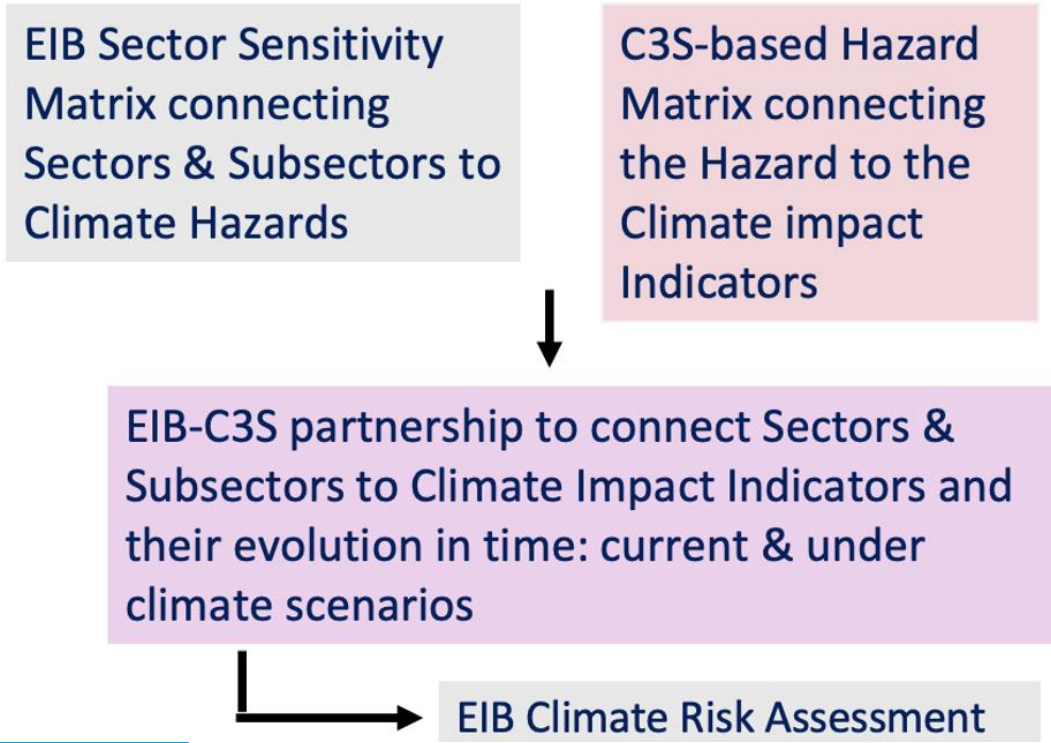 EIB Sector Sensitivity
Matrix connecting
Sectors & Subsectors to
Climate Hazards
C3S-based Hazard
Matrix connecting
the Hazard to the
Climate impact
Indicators
EIB-C3S partnership to connect Sectors &
Subsectors to Climate Impact Indicators and
their evolution in time: current & under
climate scenarios
EIB Climate Risk Assessment